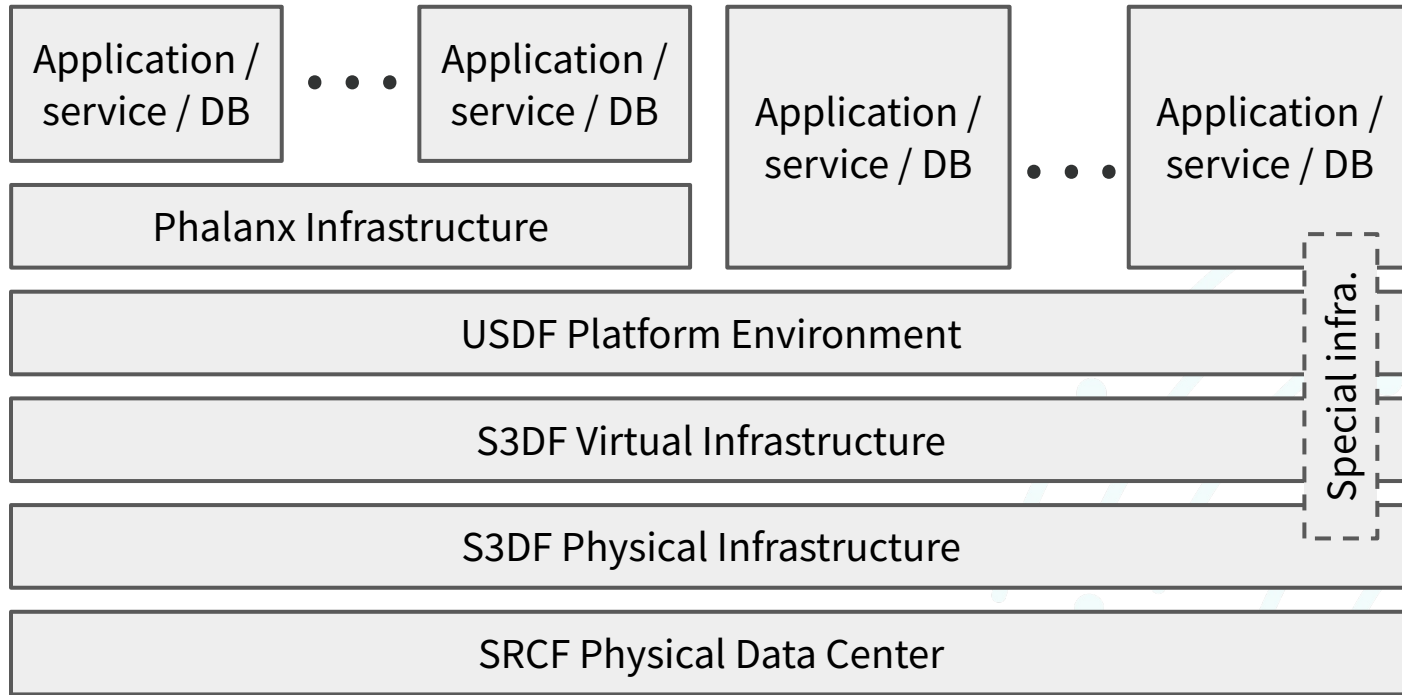 Application /
service / DB
Application /
service / DB
Application /
service / DB
Application /
service / DB
Phalanx Infrastructure
USDF Platform Environment
Special infra.
S3DF Virtual Infrastructure
S3DF Physical Infrastructure
SRCF Physical Data Center